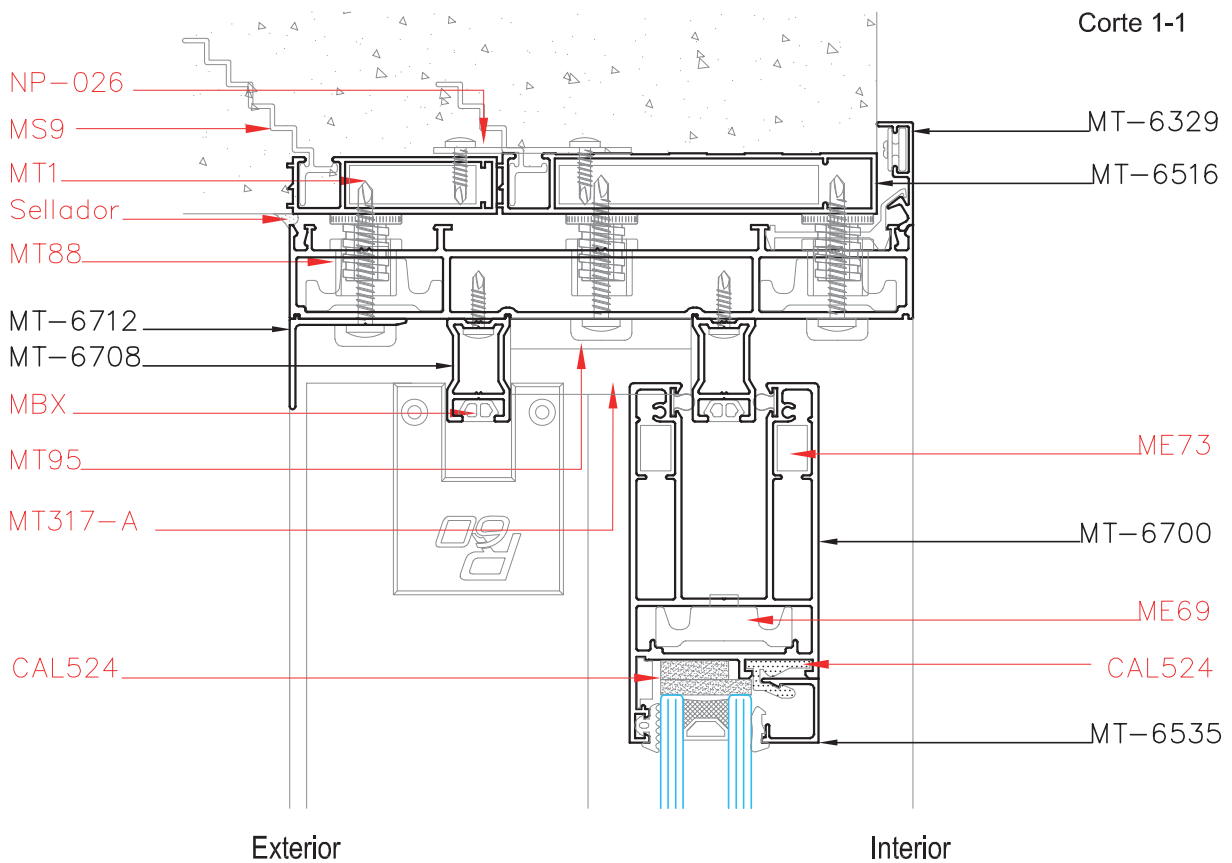 Corte 1-1
NP-026
MS9
MT1
Sellador
MT88
MT-6712
MT-6708
MBX
MT95
MT317-A
CAL524
MT-6329
MT-6516
ME73
MT-6700
ME69
CAL524
MT-6535
R60
Exterior
Interior